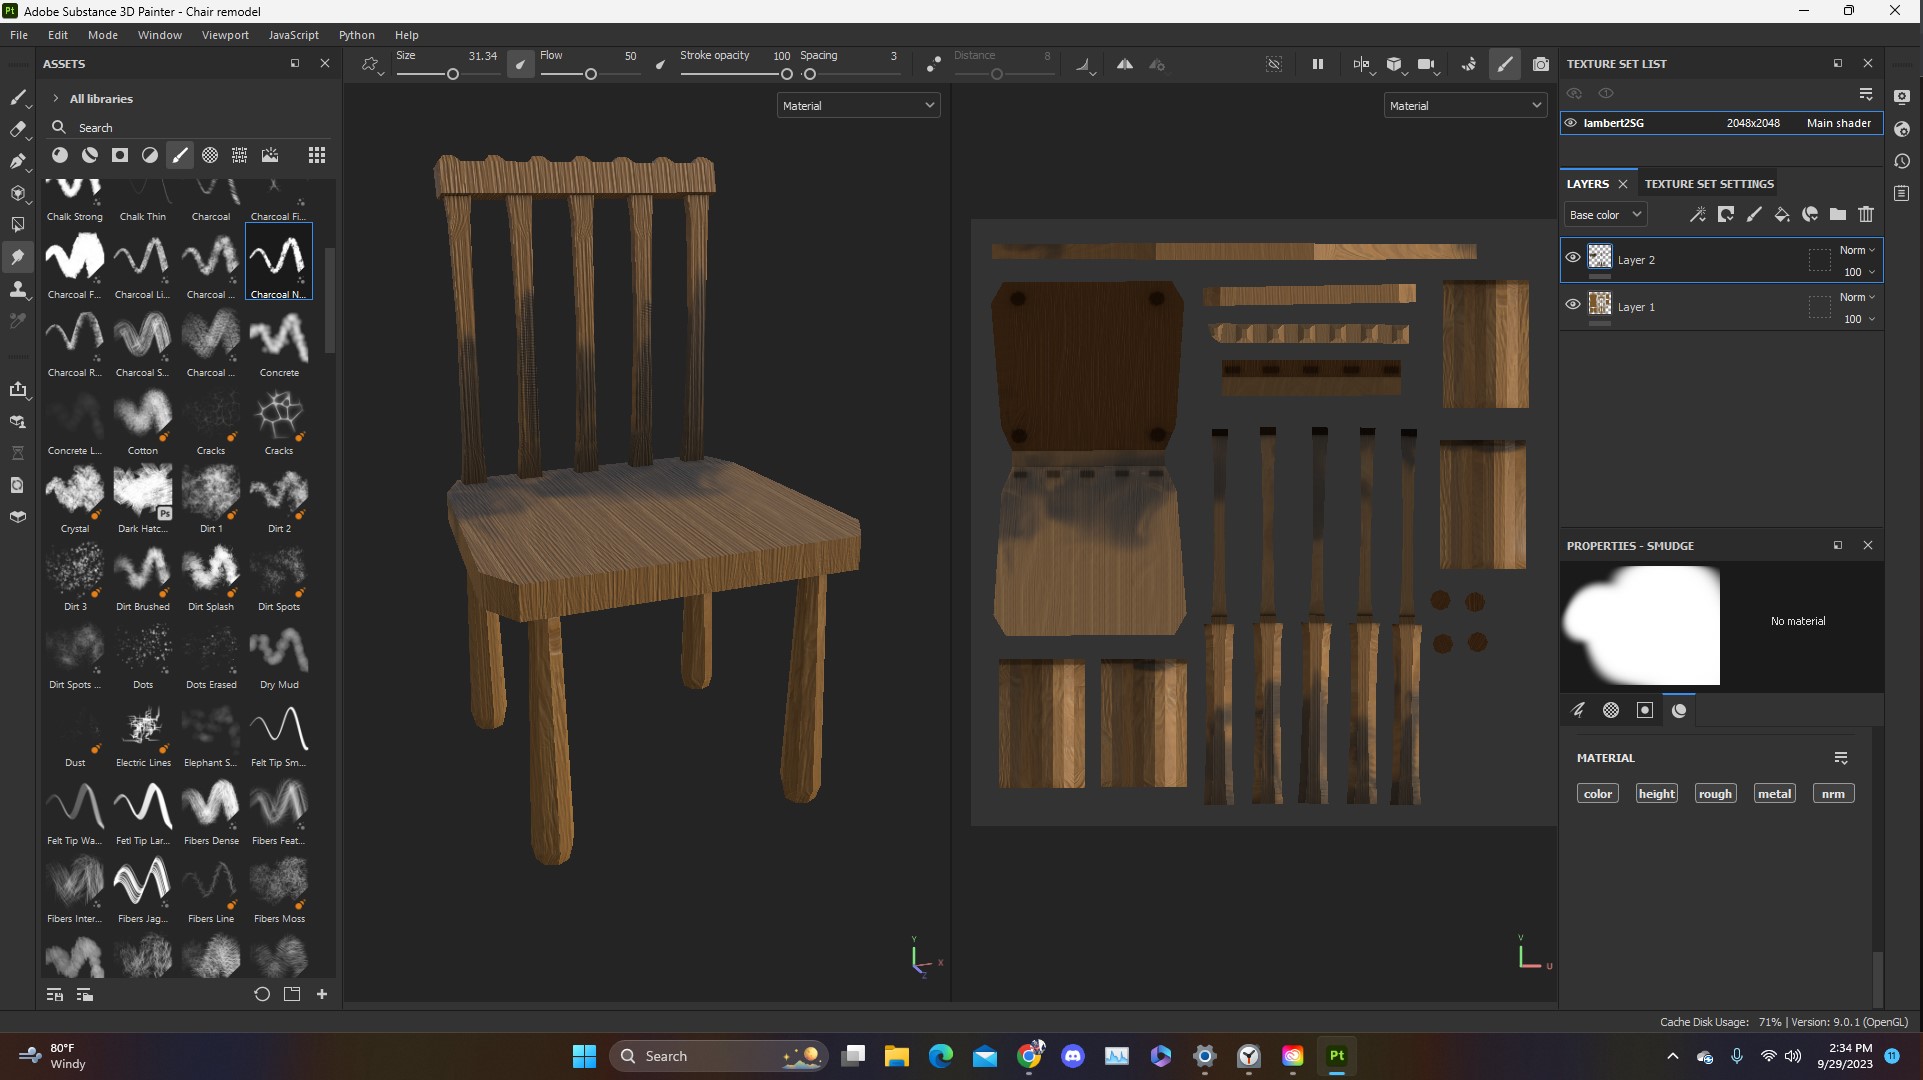 Pt Adobe Substance 3D Painter - Chair remodel
File Edit Mode Window Viewport JavaScript Python Help
ASSETS
Size 31.34 Flow 50 Stroke opacity 100 Spacing 3 Distance 8
TEXTURE SET LIST
All libraries
Search
Material
Material
lambert2SG 2048x2048 Main shader
LAYERS TEXTURE SET SETTINGS
Base color
Chalk Strong Chalk Thin Charcoal Charcoal Fi...
Norm
Layer 2
100
Charcoal F... Charcoal Li... Charcoal ... Charcoal N...
Norm
Layer 1
100
Charcoal R... Charcoal S... Charcoal ... Concrete
Concrete L... Cotton Cracks Cracks
Ps
Crystal Dark Hatc... Dirt 1 Dirt 2
PROPERTIES - SMUDGE
Dirt 3 Dirt Brushed Dirt Splash Dirt Spots
No material
Dirt Spots ... Dots Dots Erased Dry Mud
Dust Electric Lines Elephant S... Felt Tip Sm...
MATERIAL
color height rough metal nrm
Felt Tip Wa... Fetl Tip Lar... Fibers Dense Fibers Feat...
Fibers Inter... Fibers Jag... Fibers Line Fibers Moss
Y X Z
V U
Cache Disk Usage: 71% | Version: 9.0.1 (OpenGL)
80°F
Windy
Search
Pt
2:34 PM
9/29/2023
11